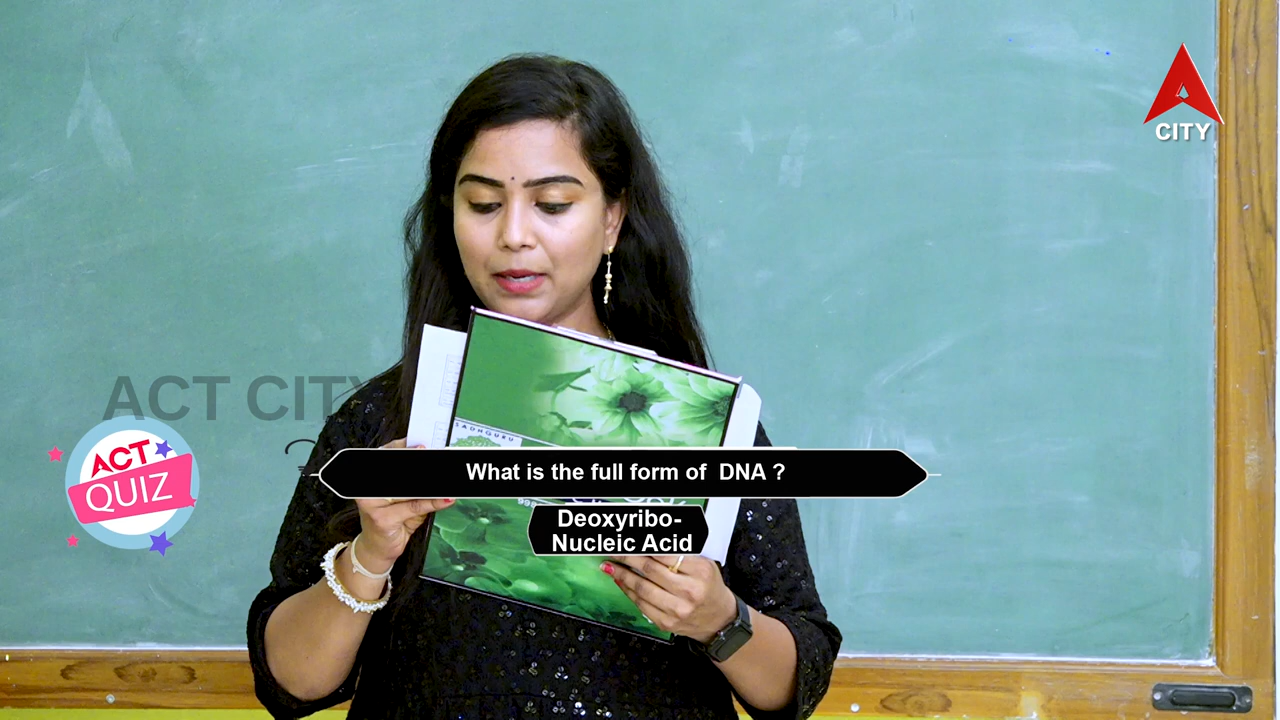 CITY
ACT CITY
SADHGURU
ACT
QUIZ
What is the full form of  DNA ?
Deoxyribo-
Nucleic Acid